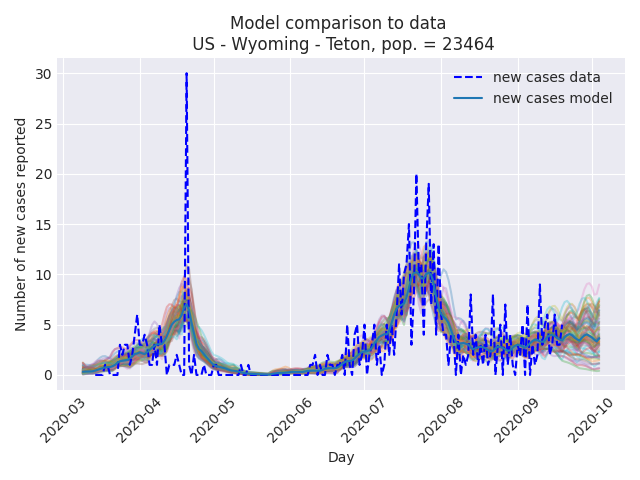 Model comparison to data
US - Wyoming - Teton, pop. = 23464
new cases data
new cases model
Number of new cases reported
30
25
20
15
10
5
0
2020-03
2020-04
2020-05
2020-06
2020-07
2020-08
2020-09
2020-10
Day